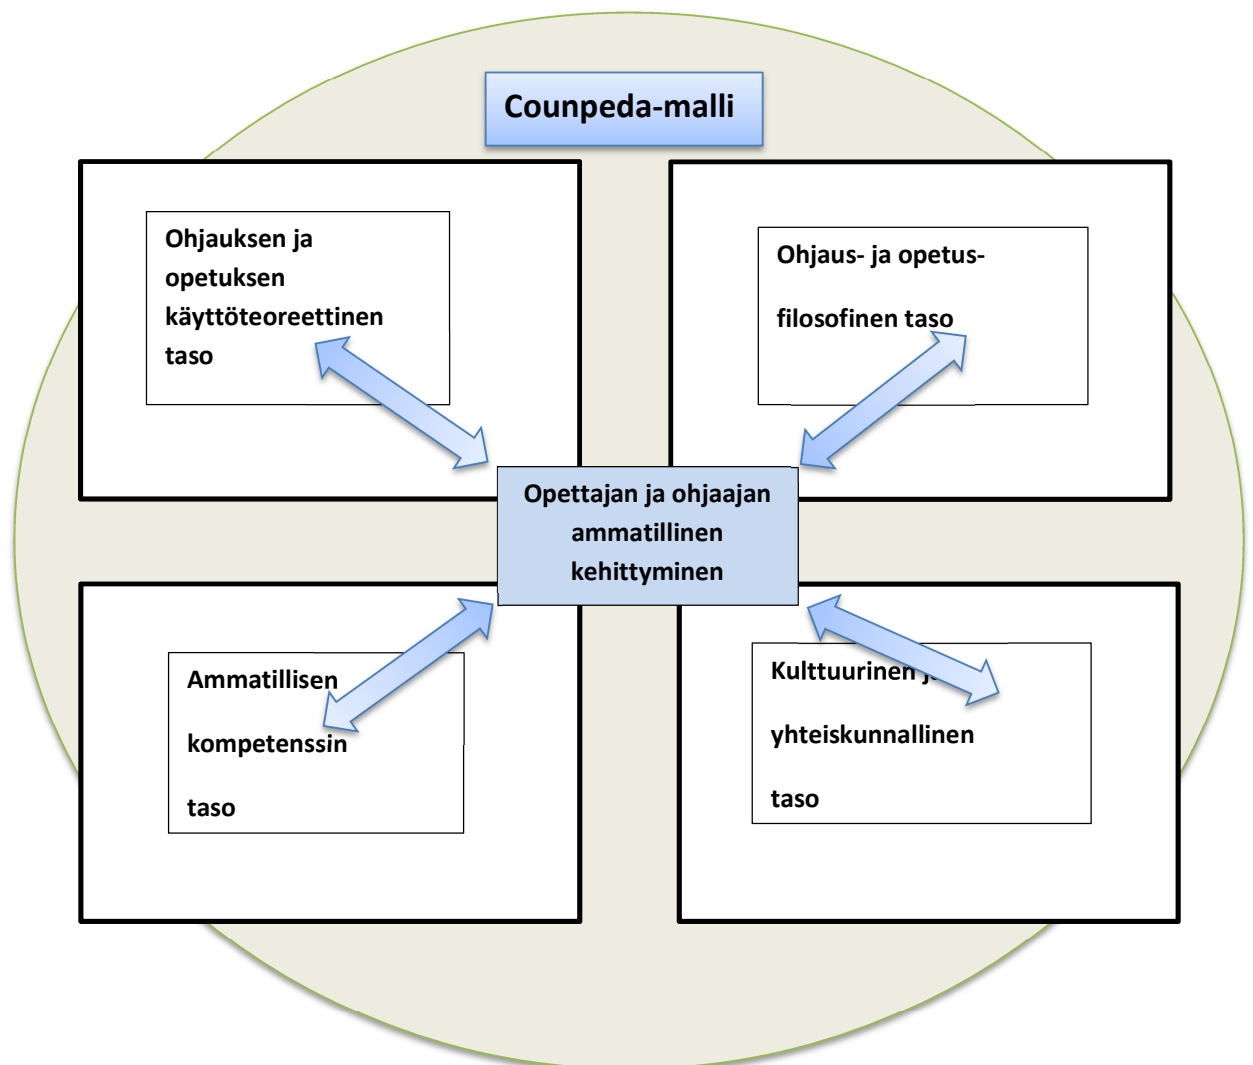 Counpeda-malli
Ohjauksen ja
opetuksen
käyttöteoreettinen
taso
Ohjaus- ja opetus-
filosofinen taso
Opettajan ja ohjaajan
ammatillinen
kehittyminen
Ammatillisen
kompetenssin
taso
Kulttuurinen ja
yhteiskunnallinen
taso